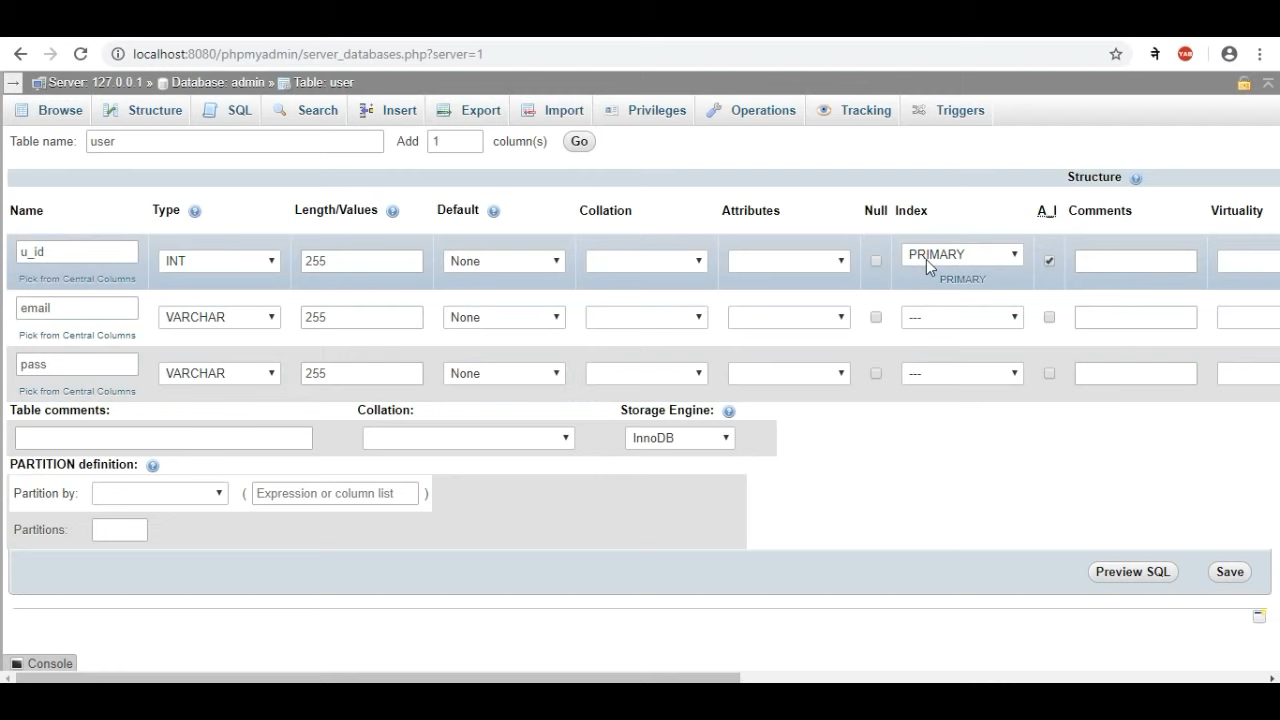 localhost:8080/phpmyadmin/server_databases.php?server=1
ने
YAB
Server: 127.0.0.1 » Database: admin » Table: user
Browse Structure SQL Search Insert Export Import Privileges Operations Tracking Triggers
Table name: user Add 1 column(s) Go
Structure
Name Type Length/Values Default Collation Attributes Null Index A_I Comments Virtuality
u_id INT 255 None PRIMARY
Pick from Central Columns PRIMARY
email VARCHAR 255 None ---
Pick from Central Columns
pass VARCHAR 255 None ---
Pick from Central Columns
Table comments: Collation: Storage Engine:
InnoDB
PARTITION definition:
Partition by: ( Expression or column list )
Partitions:
Preview SQL Save
Console